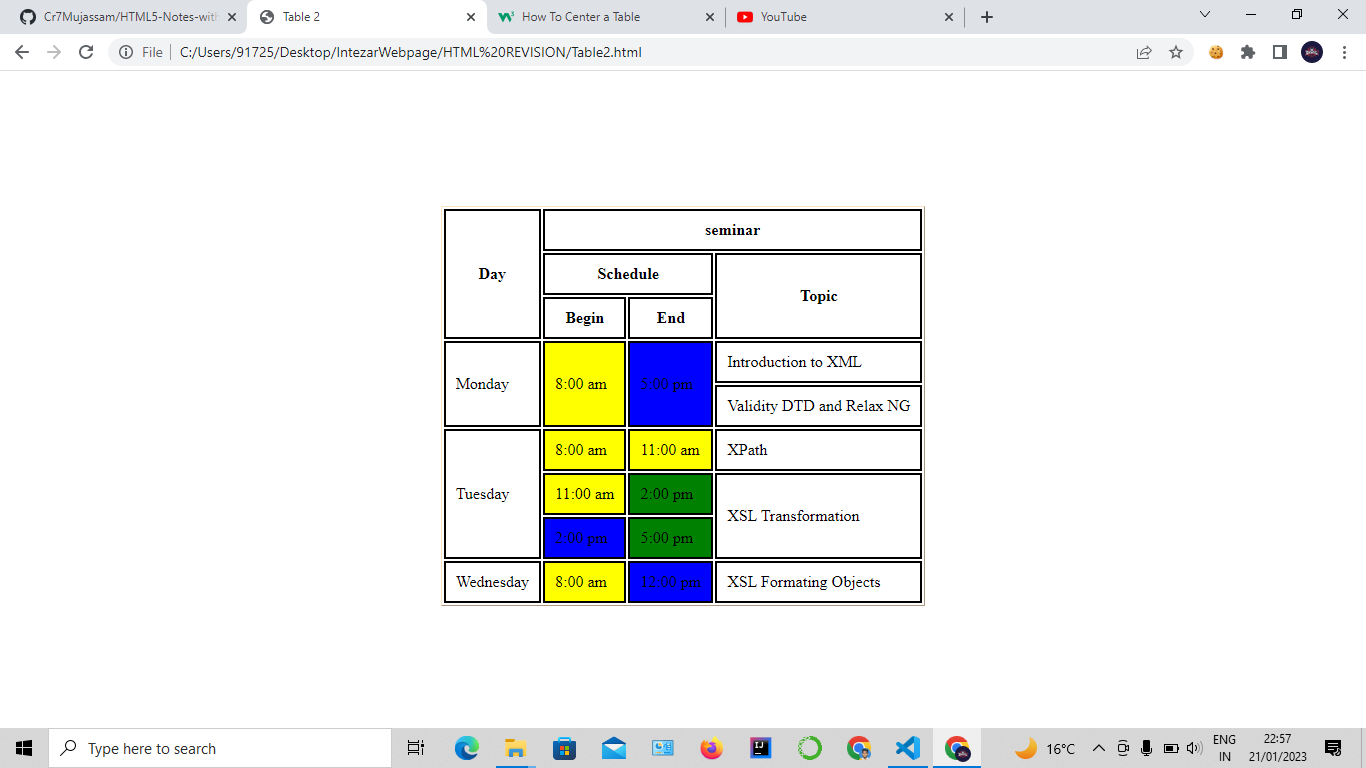 Cr7Mujassam/HTML5-Notes-with
Table 2
How To Center a Table
YouTube
File
C:/Users/91725/Desktop/IntezarWebpage/HTML%20REVISION/Table2.html
Day
seminar
Schedule
Topic
Begin
End
Monday
8:00 am
5:00 pm
Introduction to XML
Validity DTD and Relax NG
Tuesday
8:00 am
11:00 am
XPath
11:00 am
2:00 pm
XSL Transformation
2:00 pm
5:00 pm
Wednesday
8:00 am
12:00 pm
XSL Formating Objects
Type here to search
16°C
ENG
IN
22:57
21/01/2023